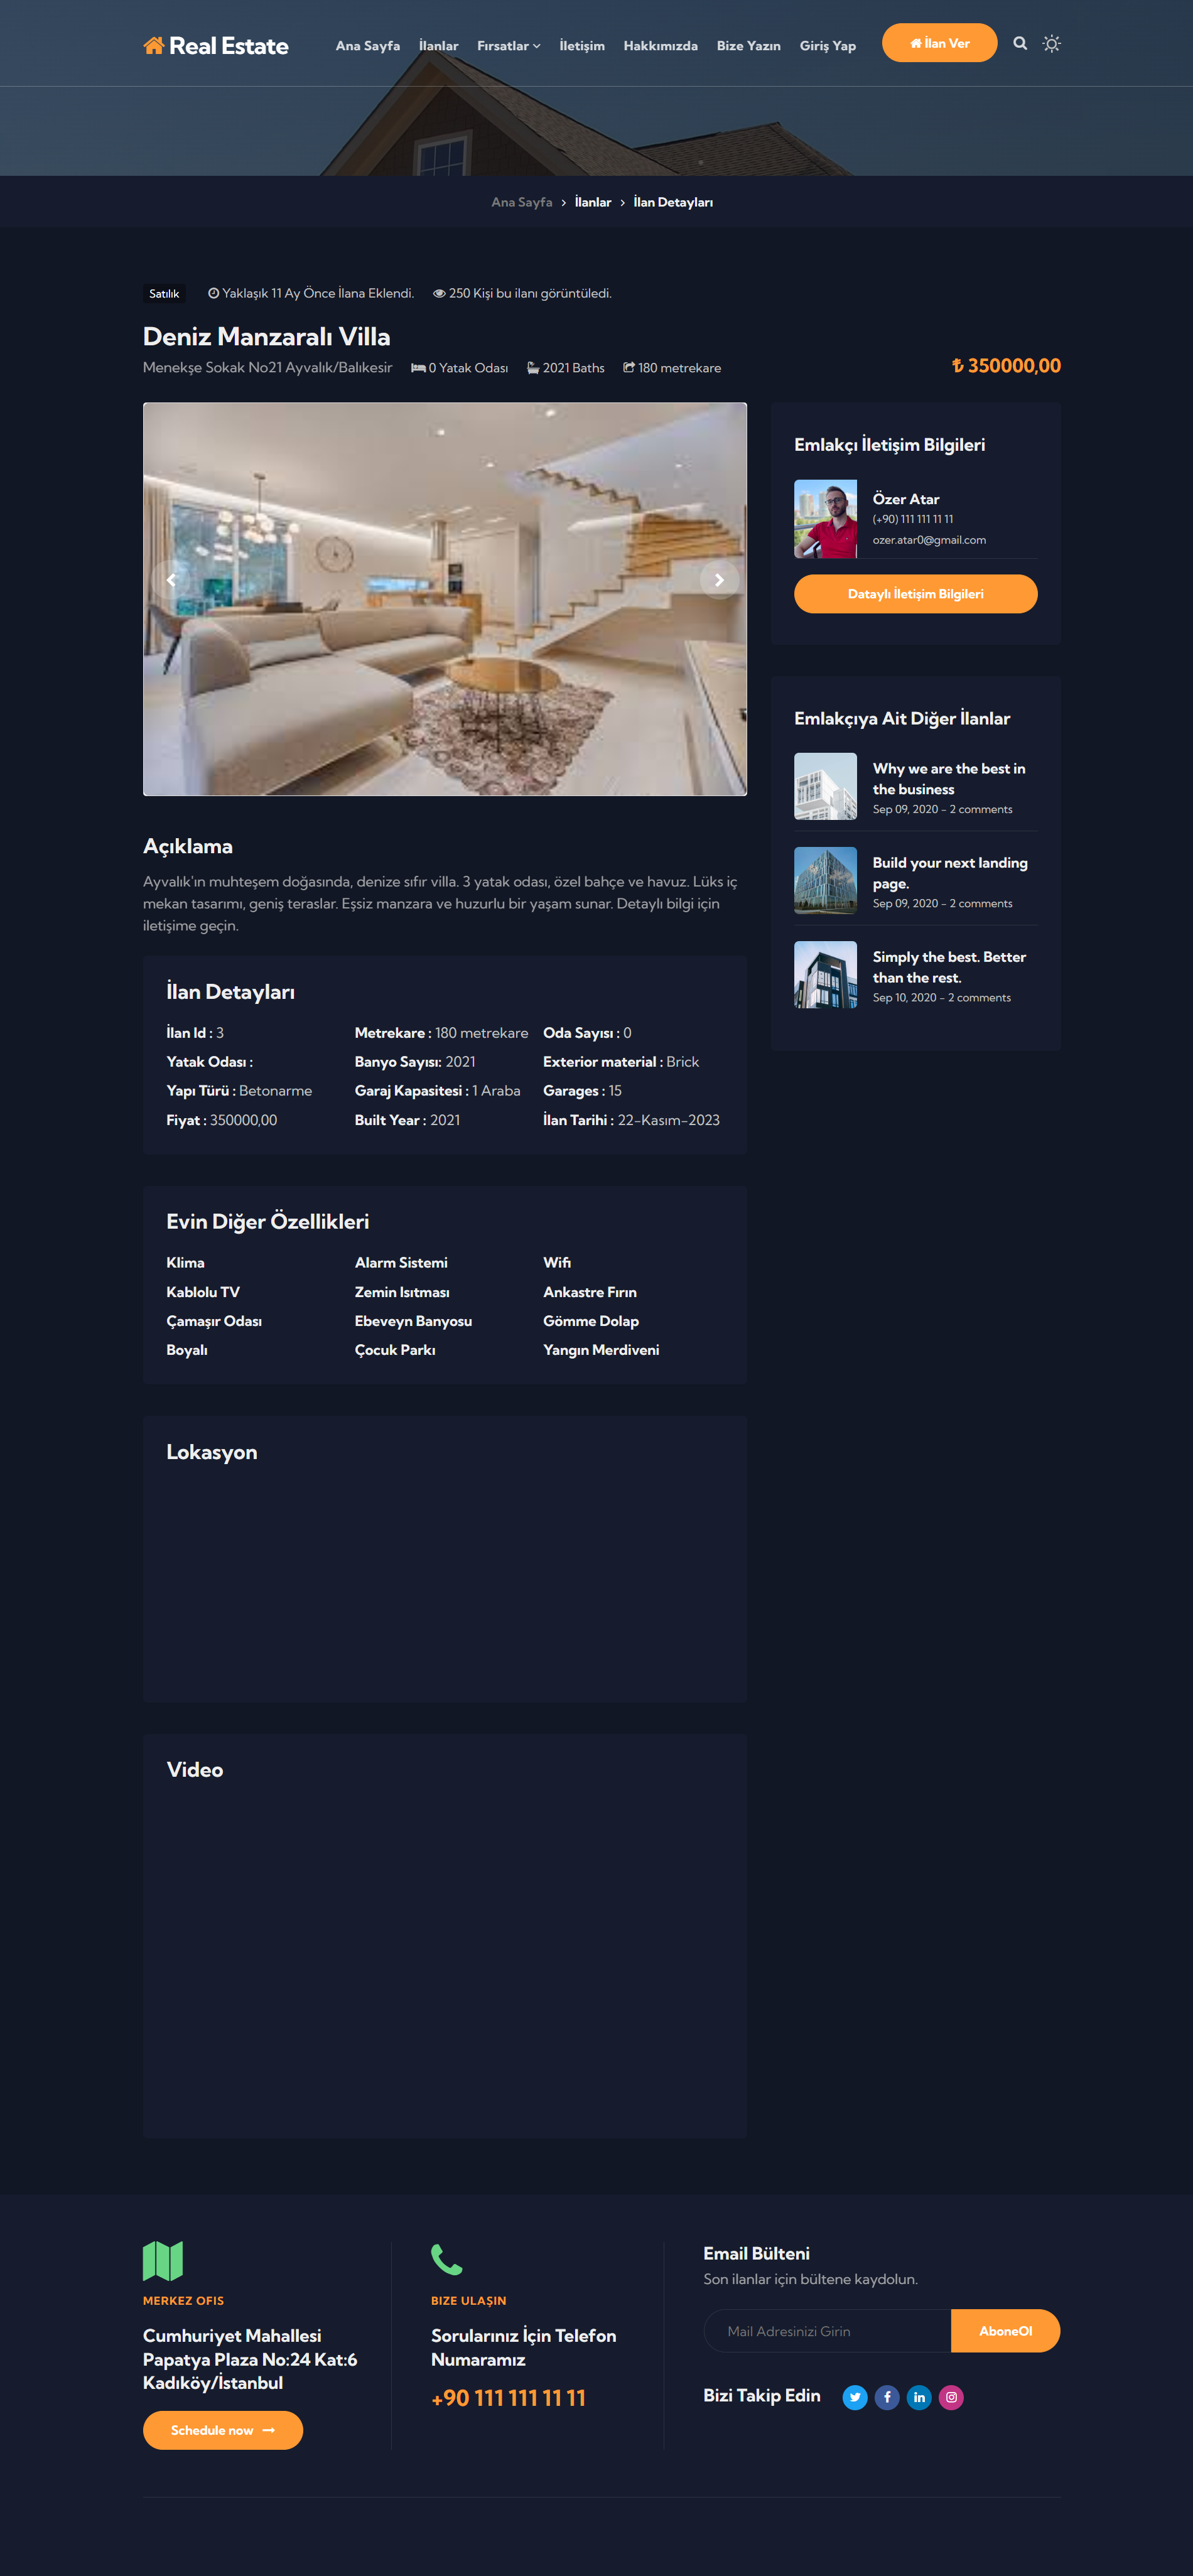 Real Estate
Ana Sayfa İlanlar Fırsatlar İletişim Hakkımızda Bize Yazın Giriş Yap İlan Ver
Ana Sayfa > İlanlar > İlan Detayları
Satılık Yaklaşık 11 Ay Önce İlana Eklendi. 250 Kişi bu ilanı görüntüledi.
Deniz Manzaralı Villa
Menekşe Sokak No21 Ayvalık/Balıkesir 0 Yatak Odası 2021 Baths 180 metrekare
₺ 350000,00
Emlakçı İletişim Bilgileri
Özer Atar
(+90) 111 111 11 11
ozer.atar0@gmail.com
Dataylı İletişim Bilgileri
Emlakçıya Ait Diğer İlanlar
Why we are the best in
the business
Sep 09, 2020 - 2 comments
Build your next landing
page.
Sep 09, 2020 - 2 comments
Simply the best. Better
than the rest.
Sep 10, 2020 - 2 comments
Açıklama
Ayvalık'ın muhteşem doğasında, denize sıfır villa. 3 yatak odası, özel bahçe ve havuz. Lüks iç
mekan tasarımı, geniş teraslar. Eşsiz manzara ve huzurlu bir yaşam sunar. Detaylı bilgi için
iletişime geçin.
İlan Detayları
İlan Id : 3 Metrekare : 180 metrekare Oda Sayısı : 0
Yatak Odası : Banyo Sayısı: 2021 Exterior material : Brick
Yapı Türü : Betonarme Garaj Kapasitesi : 1 Araba Garages : 15
Fiyat : 350000,00 Built Year : 2021 İlan Tarihi : 22-Kasım-2023
Evin Diğer Özellikleri
Klima Alarm Sistemi Wifi
Kablolu TV Zemin Isıtması Ankastre Fırın
Çamaşır Odası Ebeveyn Banyosu Gömme Dolap
Boyalı Çocuk Parkı Yangın Merdiveni
Lokasyon
Video
MERKEZ OFIS
Cumhuriyet Mahallesi
Papatya Plaza No:24 Kat:6
Kadıköy/İstanbul
Schedule now
BIZE ULAŞIN
Sorularınız İçin Telefon
Numaramız
+90 111 111 11 11
Email Bülteni
Son ilanlar için bültene kaydolun.
Mail Adresinizi Girin AboneOl
Bizi Takip Edin